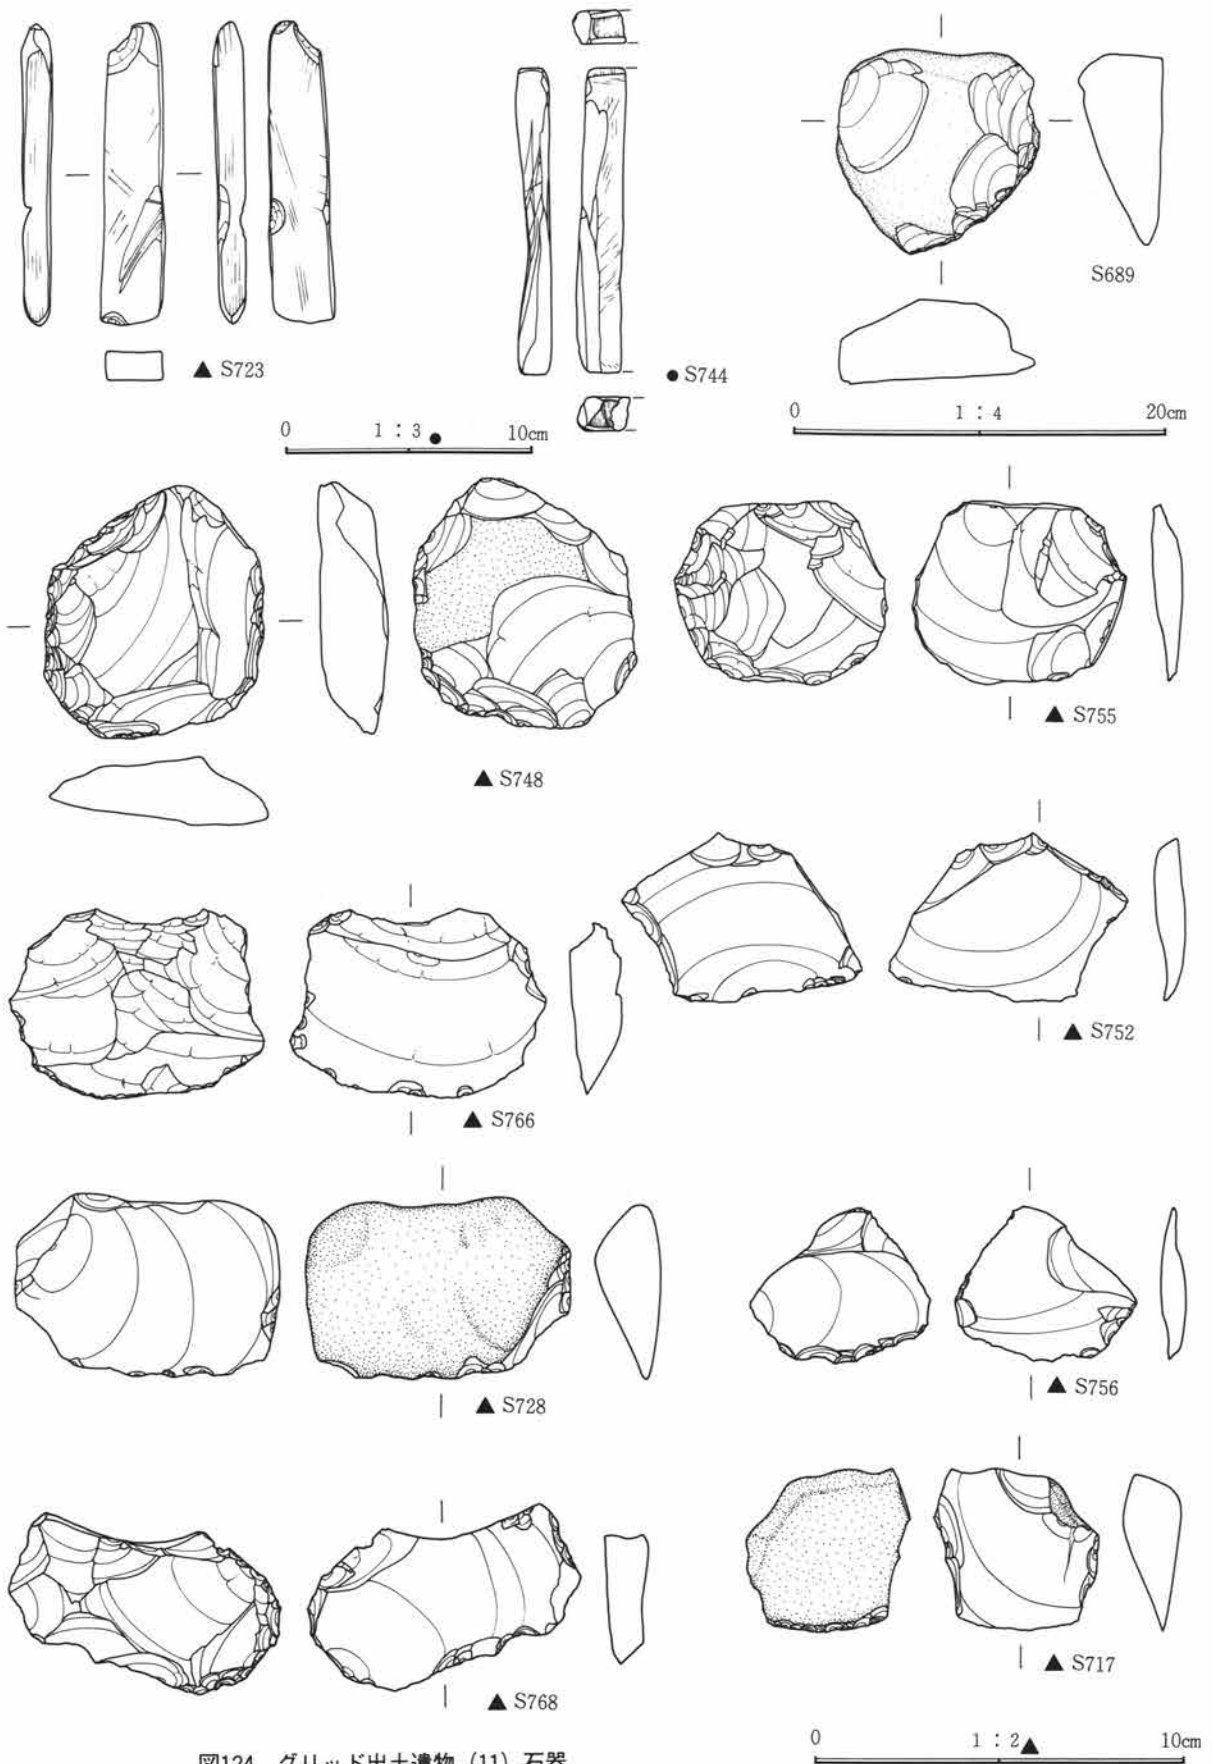 ▲ S723
● S744
S689
0 1：3● 10cm
0 1：4 20cm
▲ S748
▲ S755
▲ S766
▲ S752
▲ S728
▲ S756
▲ S768
▲ S717
図124 グリッド出土遺物（11）石器
0 1：2▲ 10cm